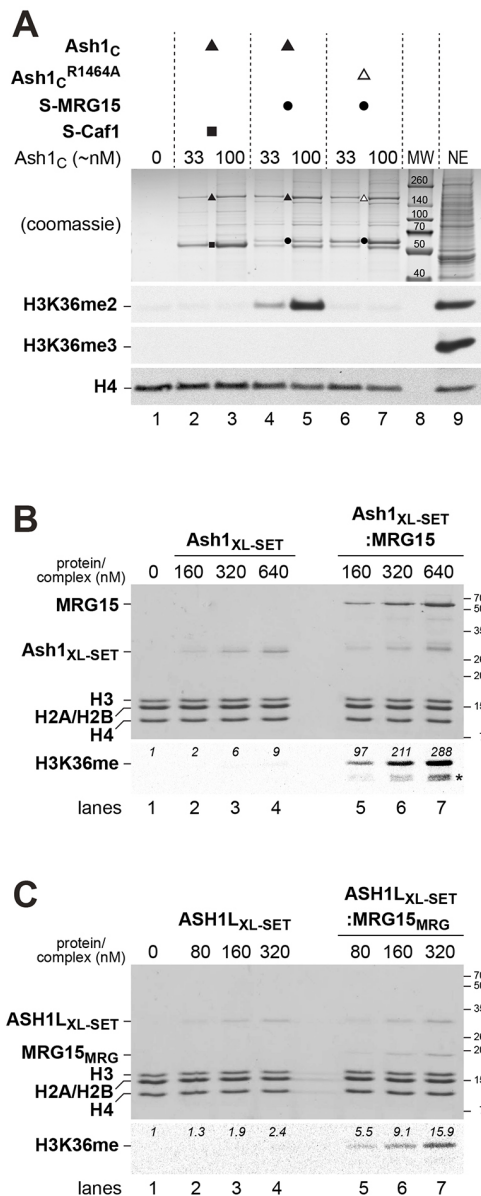 A
Ash1C ▲ ▲
Ash1C R1464A △
S-MRG15 ● ●
S-Caf1 ■
Ash1C (~nM) 0 33 100 33 100 33 100 MW NE
260
140
100
70
50
40
(coomassie)
H3K36me2
H3K36me3
H4
1 2 3 4 5 6 7 8 9
B
Ash1XL-SET Ash1XL-SET
:MRG15
protein/
complex (nM) 0 160 320 640 160 320 640
MRG15
Ash1XL-SET
H3
H2A/H2B
H4
50
35
25
20
1 2 6 9 97 211 288
H3K36me *
lanes 1 2 3 4 5 6 7
C
ASH1LXL-SET ASH1LXL-SET
:MRG15MRG
protein/
complex (nM) 0 80 160 320 80 160 320
ASH1LXL-SET
MRG15MRG
H3
H2A/H2B
H4
50
35
25
20
1 1.3 1.9 2.4 5.5 9.1 15.9
H3K36me
lanes 1 2 3 4 5 6 7